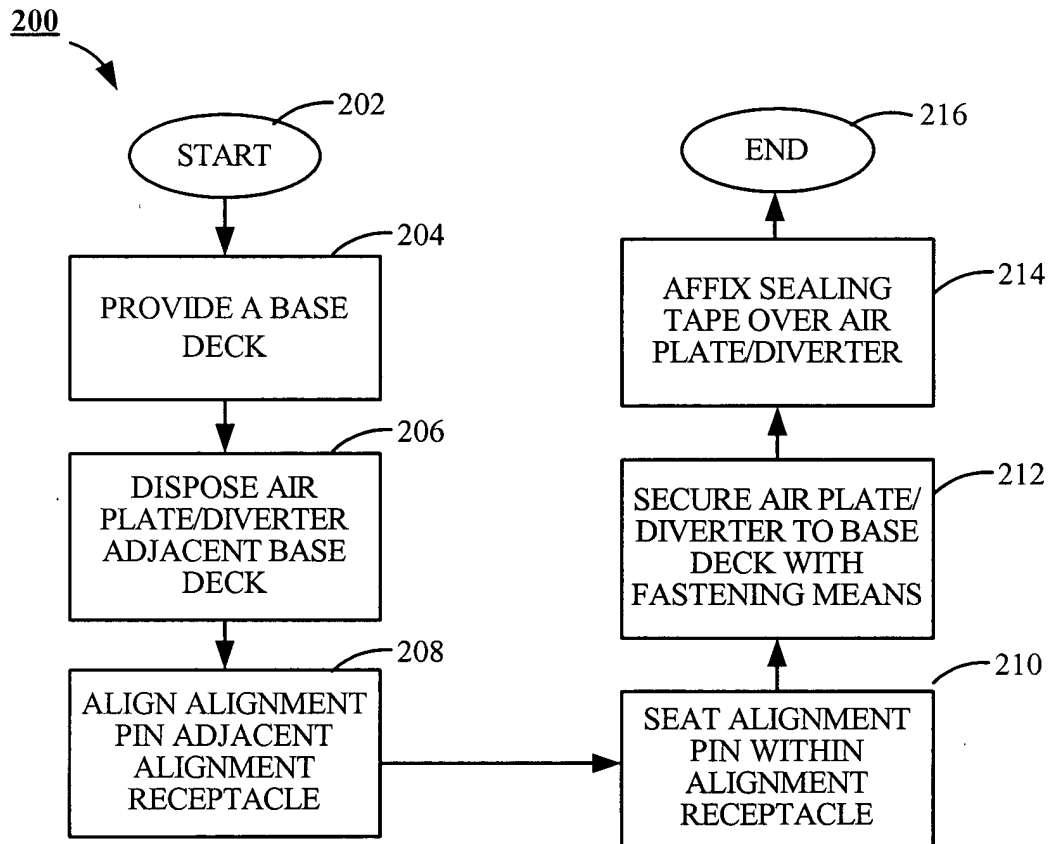 200
202
START
204
PROVIDE A BASE
DECK
206
DISPOSE AIR
PLATE/DIVERTER
ADJACENT BASE
DECK
208
ALIGN ALIGNMENT
PIN ADJACENT
ALIGNMENT
RECEPTACLE
210
SEAT ALIGNMENT
PIN WITHIN
ALIGNMENT
RECEPTACLE
212
SECURE AIR PLATE/
DIVERTER TO BASE
DECK WITH
FASTENING MEANS
214
AFFIX SEALING
TAPE OVER AIR
PLATE/DIVERTER
216
END